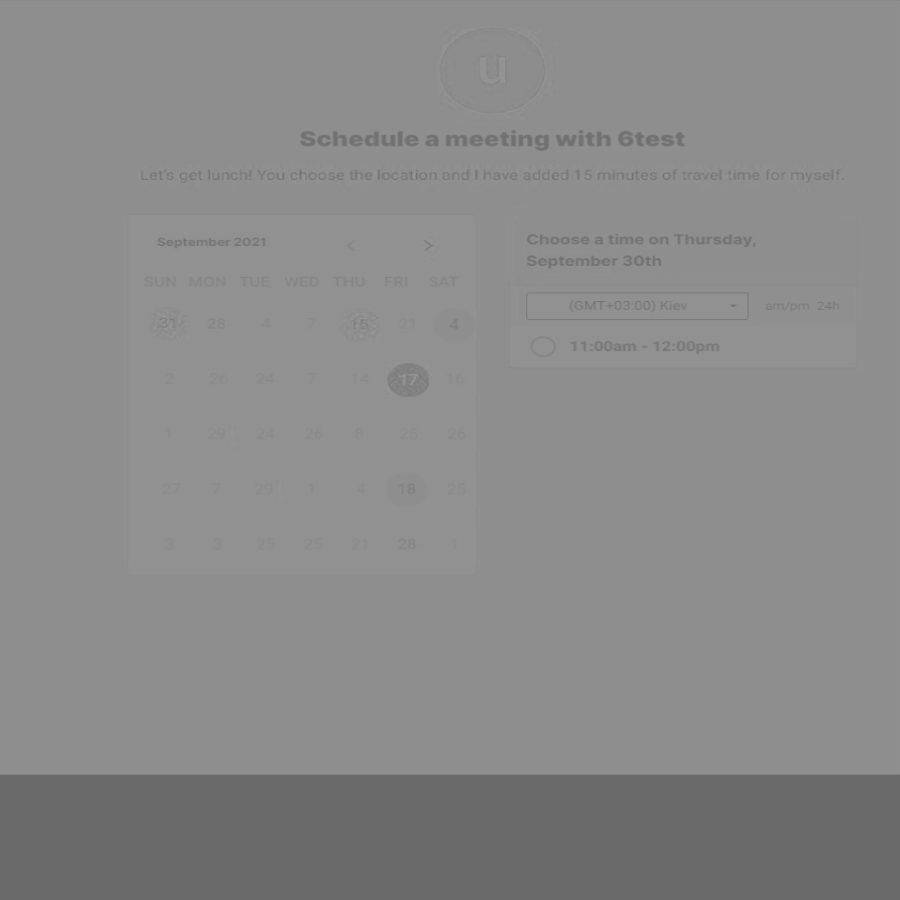 u
Schedule a meeting with 6test
Let's get lunch! You choose the location and I have added 15 minutes of travel time for myself.
September 2021 < >
SUN MON TUE WED THU FRI SAT
31 28 4 7 15 21 4
2 26 24 7 14 17 16
1 29 24 26 8 25 26
27 7 29 1 4 18 25
3 3 25 25 21 28 1
Choose a time on Thursday,
September 30th
(GMT+03:00) Kiev am/pm 24h
11:00am - 12:00pm